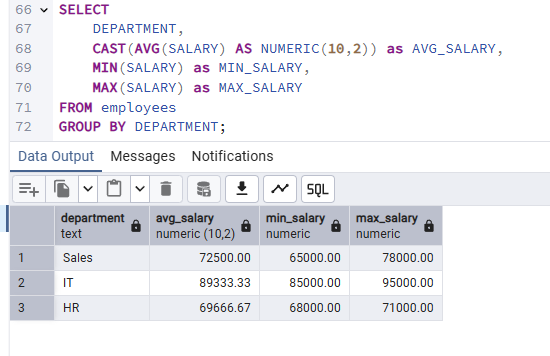 66 SELECT
67 DEPARTMENT,
68 CAST(AVG(SALARY) AS NUMERIC(10,2)) as AVG_SALARY,
69 MIN(SALARY) as MIN_SALARY,
70 MAX(SALARY) as MAX_SALARY
71 FROM employees
72 GROUP BY DEPARTMENT;
Data Output Messages Notifications
SQL
department avg_salary min_salary max_salary
text numeric (10,2) numeric numeric
1 Sales 72500.00 65000.00 78000.00
2 IT 89333.33 85000.00 95000.00
3 HR 69666.67 68000.00 71000.00